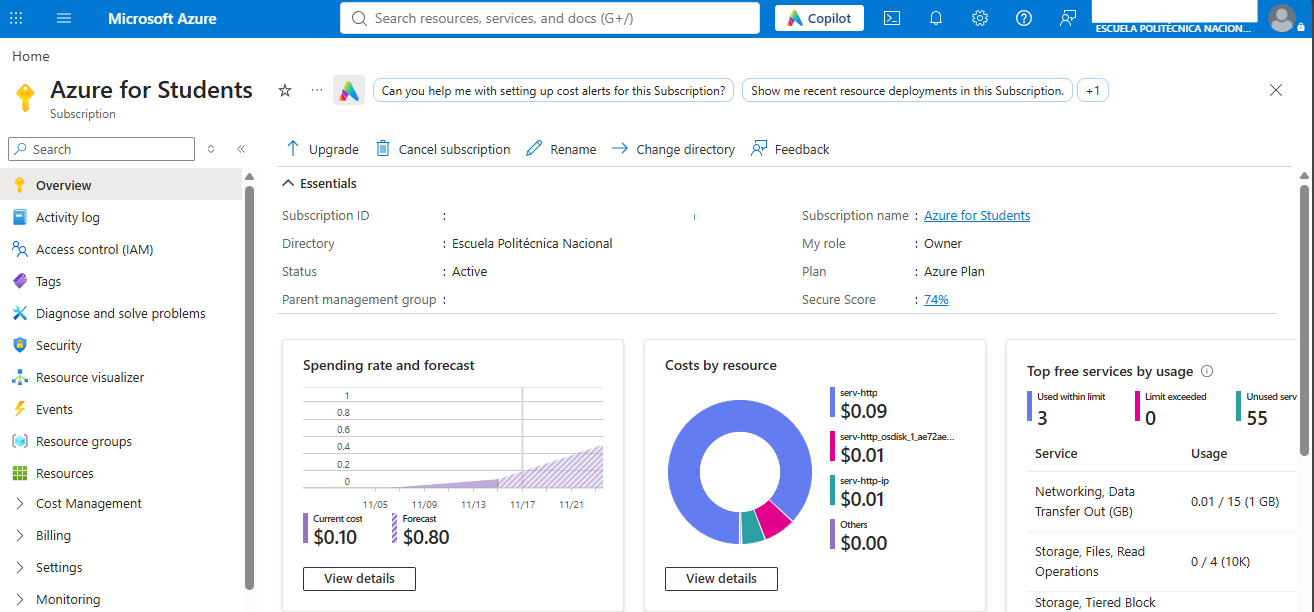 Microsoft Azure
Search resources, services, and docs (G+/)
Copilot
ESCUELA POLITÉCNICA NACION...
Home
Azure for Students
Subscription
Can you help me with setting up cost alerts for this Subscription?
Show me recent resource deployments in this Subscription.
+1
Search
Upgrade
Cancel subscription
Rename
Change directory
Feedback
Overview
Activity log
Access control (IAM)
Tags
Diagnose and solve problems
Security
Resource visualizer
Events
Resource groups
Resources
Cost Management
Billing
Settings
Monitoring
Essentials
Subscription ID :
Directory : Escuela Politécnica Nacional
Status : Active
Parent management group :
Subscription name : Azure for Students
My role : Owner
Plan : Azure Plan
Secure Score : 74%
Spending rate and forecast
1
0.8
0.6
0.4
0.2
0
11/05 11/09 11/13 11/17 11/21
Current cost
$0.10
Forecast
$0.80
View details
Costs by resource
serv-http
$0.09
serv-http_osdisk_1_ae72ae...
$0.01
serv-http-ip
$0.01
Others
$0.00
View details
Top free services by usage
Used within limit
3
Limit exceeded
0
Unused serv
55
Service Usage
Networking, Data
Transfer Out (GB)
0.01 / 15 (1 GB)
Storage, Files, Read
Operations
0 / 4 (10K)
Storage, Tiered Block